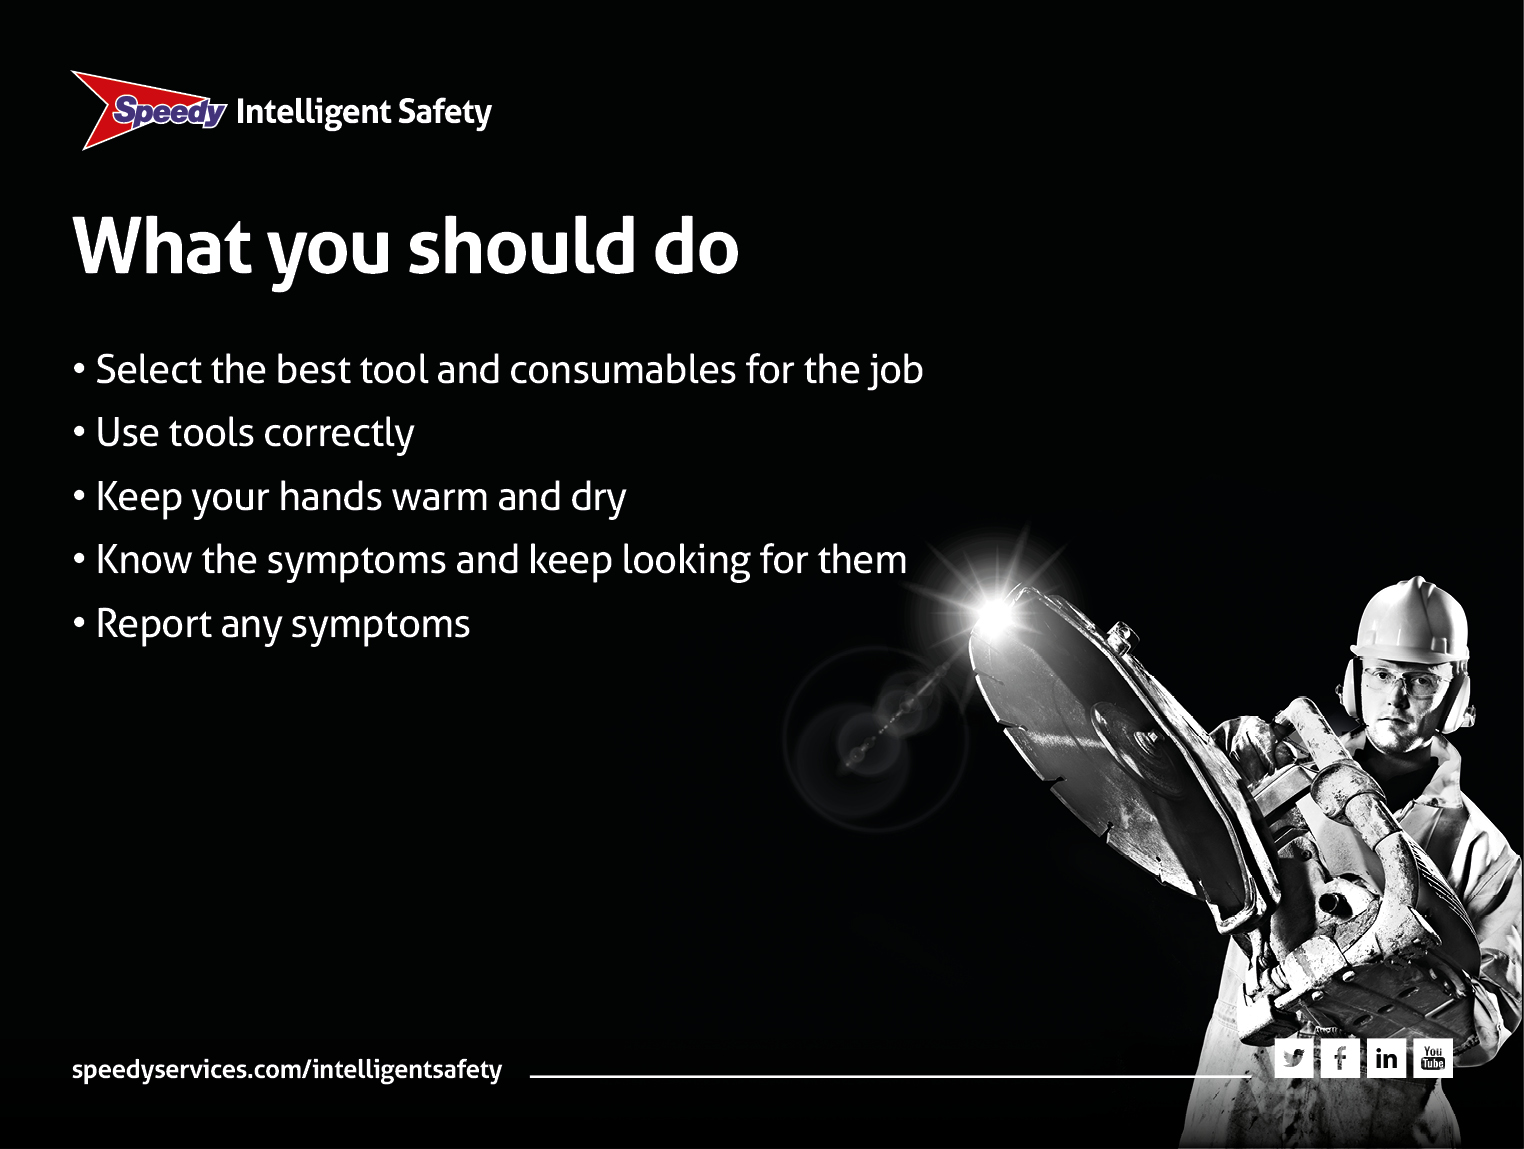 Speedy Intelligent Safety
What you should do
• Select the best tool and consumables for the job
• Use tools correctly
• Keep your hands warm and dry
• Know the symptoms and keep looking for them
• Report any symptoms
speedyservices.com/intelligentsafety
in
You
Tube